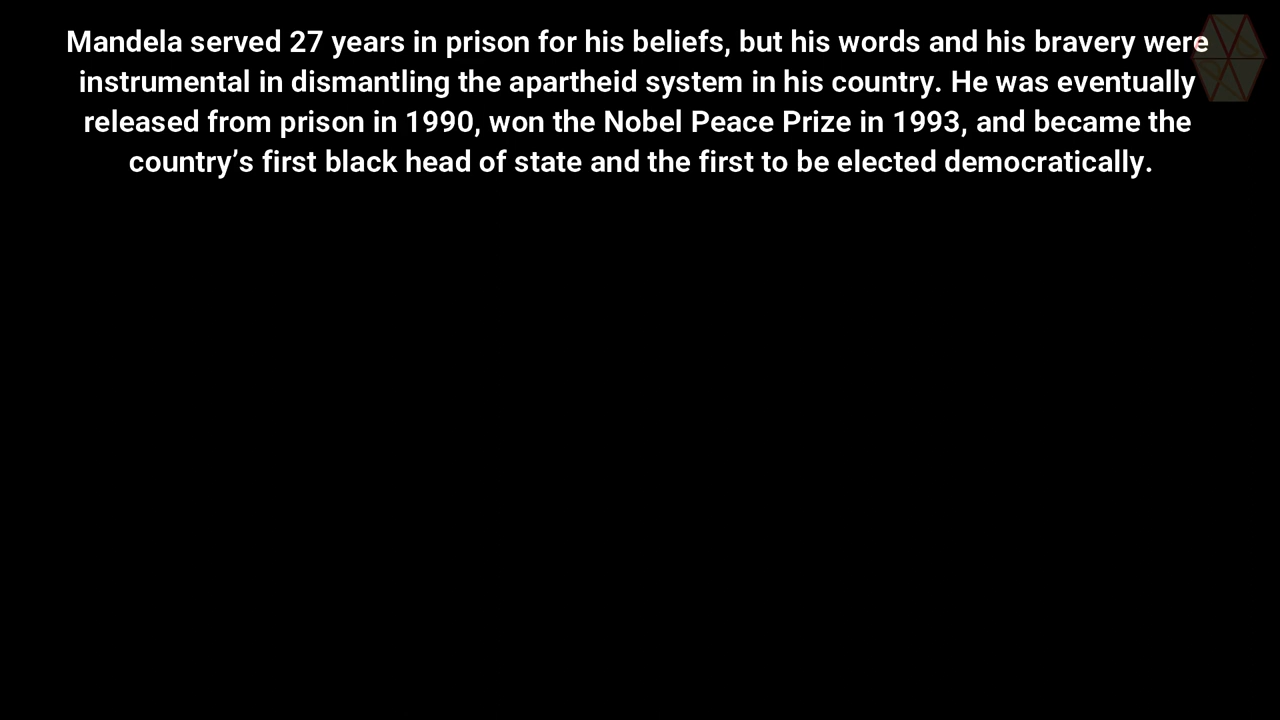 Mandela served 27 years in prison for his beliefs, but his words and his bravery were
instrumental in dismantling the apartheid system in his country. He was eventually
released from prison in 1990, won the Nobel Peace Prize in 1993, and became the
country’s first black head of state and the first to be elected democratically.